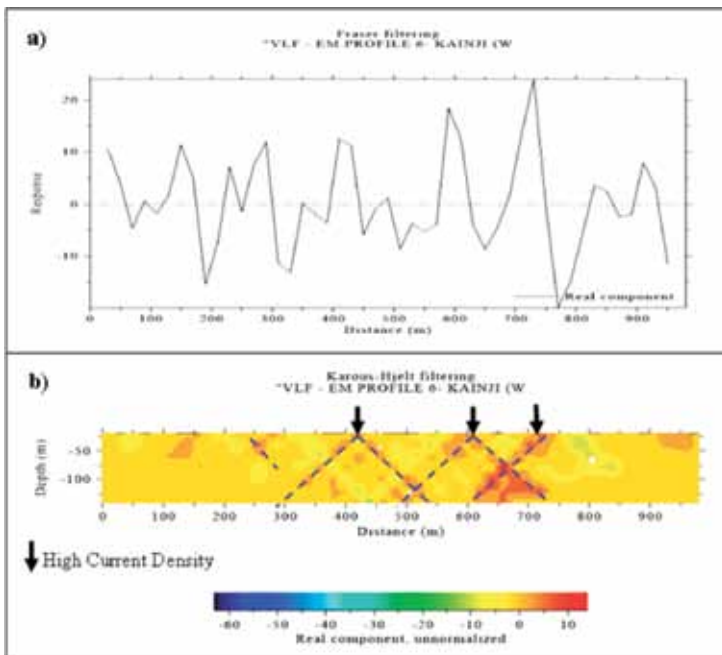 a)
Fraser filtering
"VLF - EM PROFILE 6- KAINJI (W
Response
20
10
0
-10
Real component
0 100 200 300 400 500 600 700 800 900
Distance (m)
b)
Karous-Hjelt filtering
"VLF - EM PROFILE 6- KAINJI (W
Depth (m)
-50
-100
0 100 200 300 400 500 600 700 800 900
Distance (m)
High Current Density
-60 -50 -40 -30 -20 -10 0 10
Real component, unnormalized